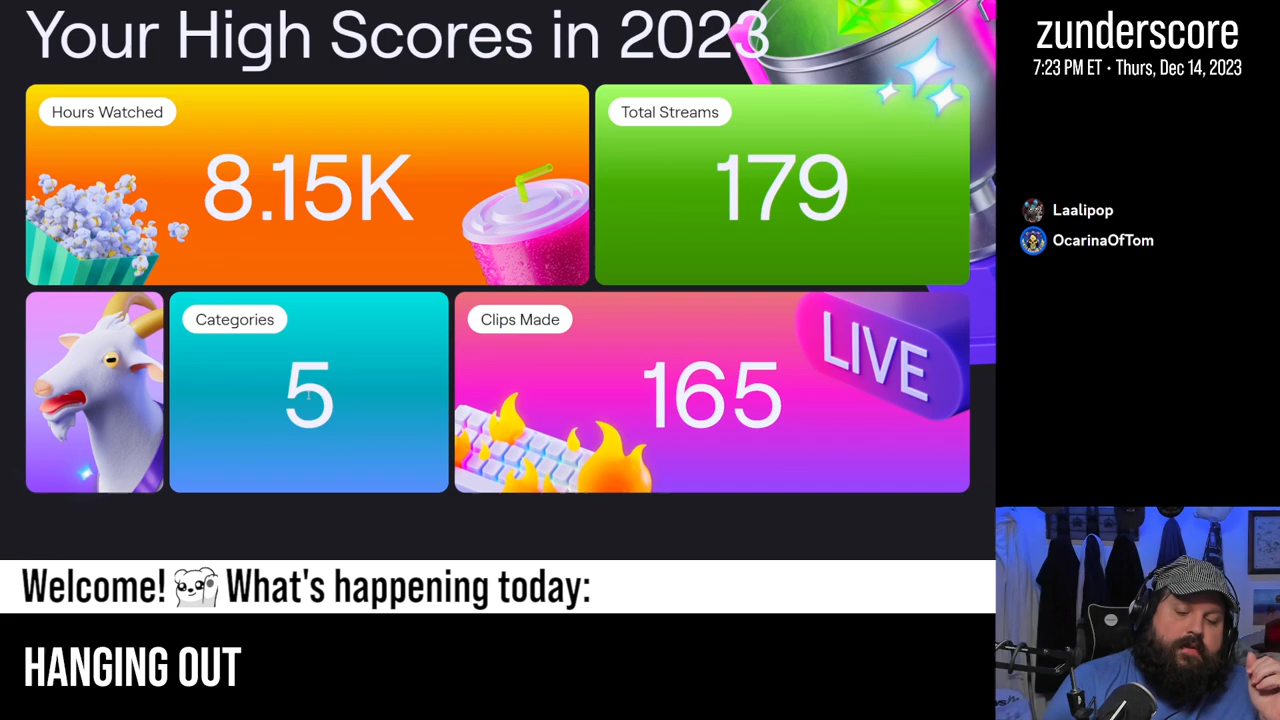 Your High Scores in 2023
zunderscore
7:23 PM ET • Thurs, Dec 14, 2023
Hours Watched
8.15K
Total Streams
179
Laalipop
OcarinaOfTom
Categories
5
Clips Made
165
LIVE
Welcome! What's happening today:
HANGING OUT